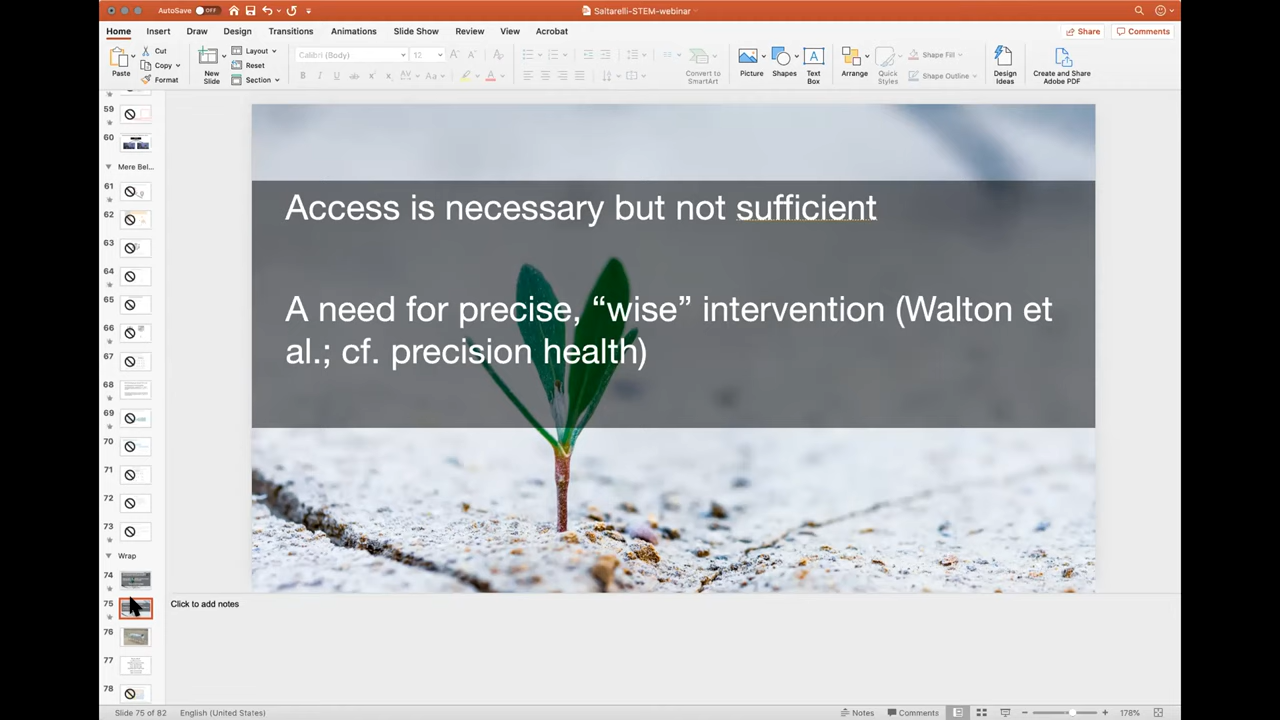 AutoSave OFF
Saltarelli-STEM-webinar
Home Insert Draw Design Transitions Animations Slide Show Review View Acrobat
Share Comments
Paste
Cut
Copy
Format
New Slide
Layout
Reset
Section
Calibri (Body) 12
Convert to SmartArt
Picture
Shapes
Text Box
Arrange
Quick Styles
Shape Fill
Shape Outline
Design Ideas
Create and Share Adobe PDF
59
60
Mere Bel...
61
62
63
64
65
66
67
68
69
70
71
72
73
Wrap
74
75
76
77
78
Access is necessary but not sufficient
A need for precise, “wise” intervention (Walton et
al.; cf. precision health)
Click to add notes
Slide 75 of 82 English (United States) Notes Comments 178%